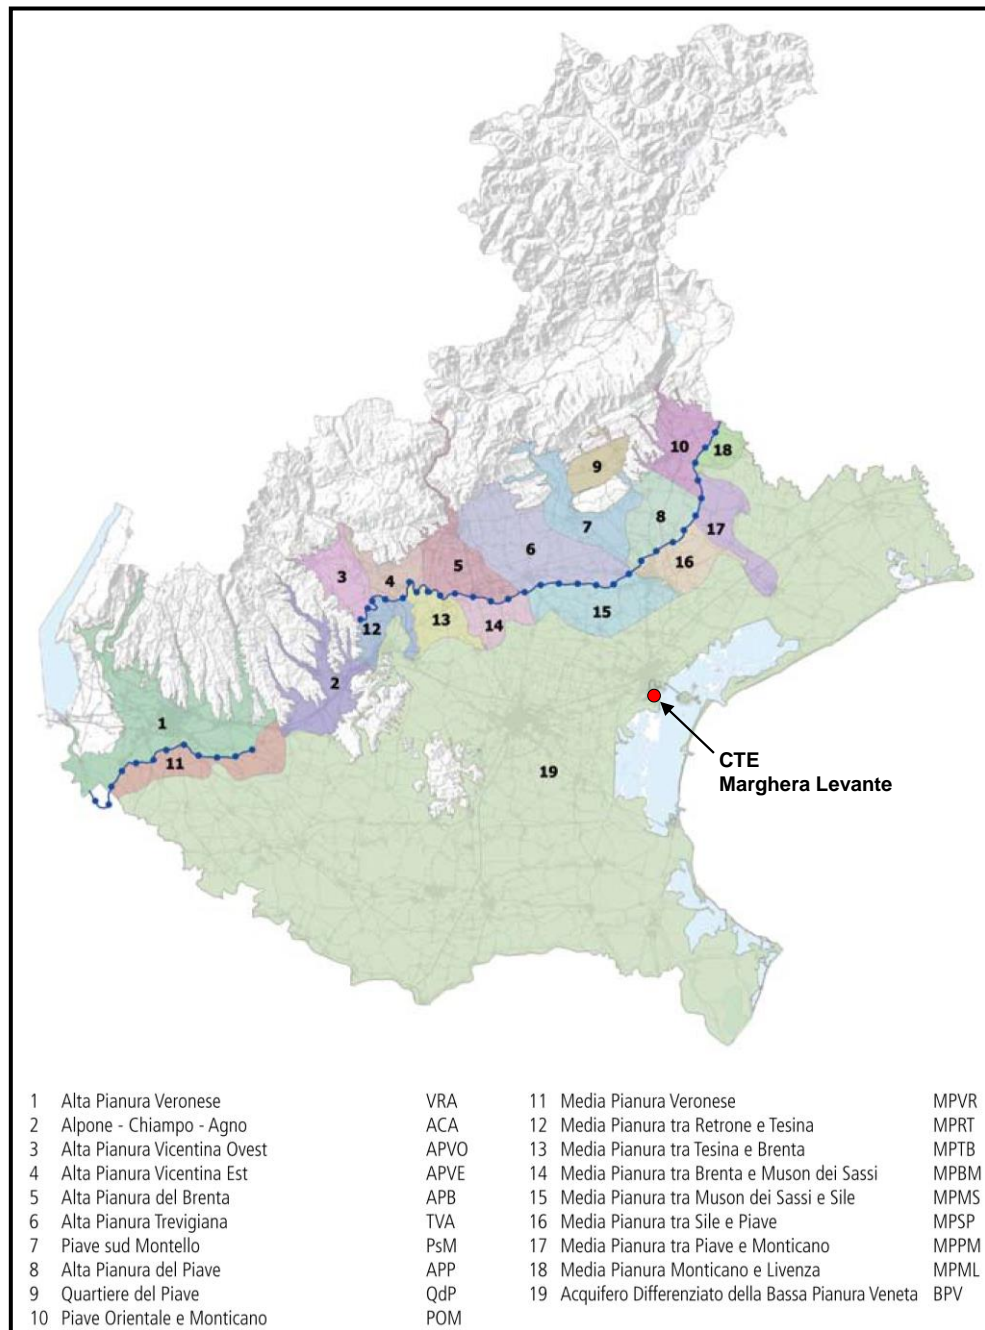 10
18
9
8
17
7
6
16
5
3
4
15
13
14
12
2
1
11
19
CTE
Marghera Levante
1 Alta Pianura Veronese VRA
2 Alpone - Chiampo - Agno ACA
3 Alta Pianura Vicentina Ovest APVO
4 Alta Pianura Vicentina Est APVE
5 Alta Pianura del Brenta APB
6 Alta Pianura Trevigiana TVA
7 Piave sud Montello PsM
8 Alta Pianura del Piave APP
9 Quartiere del Piave QdP
10 Piave Orientale e Monticano POM
11 Media Pianura Veronese MPVR
12 Media Pianura tra Retrone e Tesina MPRT
13 Media Pianura tra Tesina e Brenta MPTB
14 Media Pianura tra Brenta e Muson dei Sassi MPBM
15 Media Pianura tra Muson dei Sassi e Sile MPMS
16 Media Pianura tra Sile e Piave MPSP
17 Media Pianura tra Piave e Monticano MPPM
18 Media Pianura Monticano e Livenza MPML
19 Acquifero Differenziato della Bassa Pianura Veneta BPV